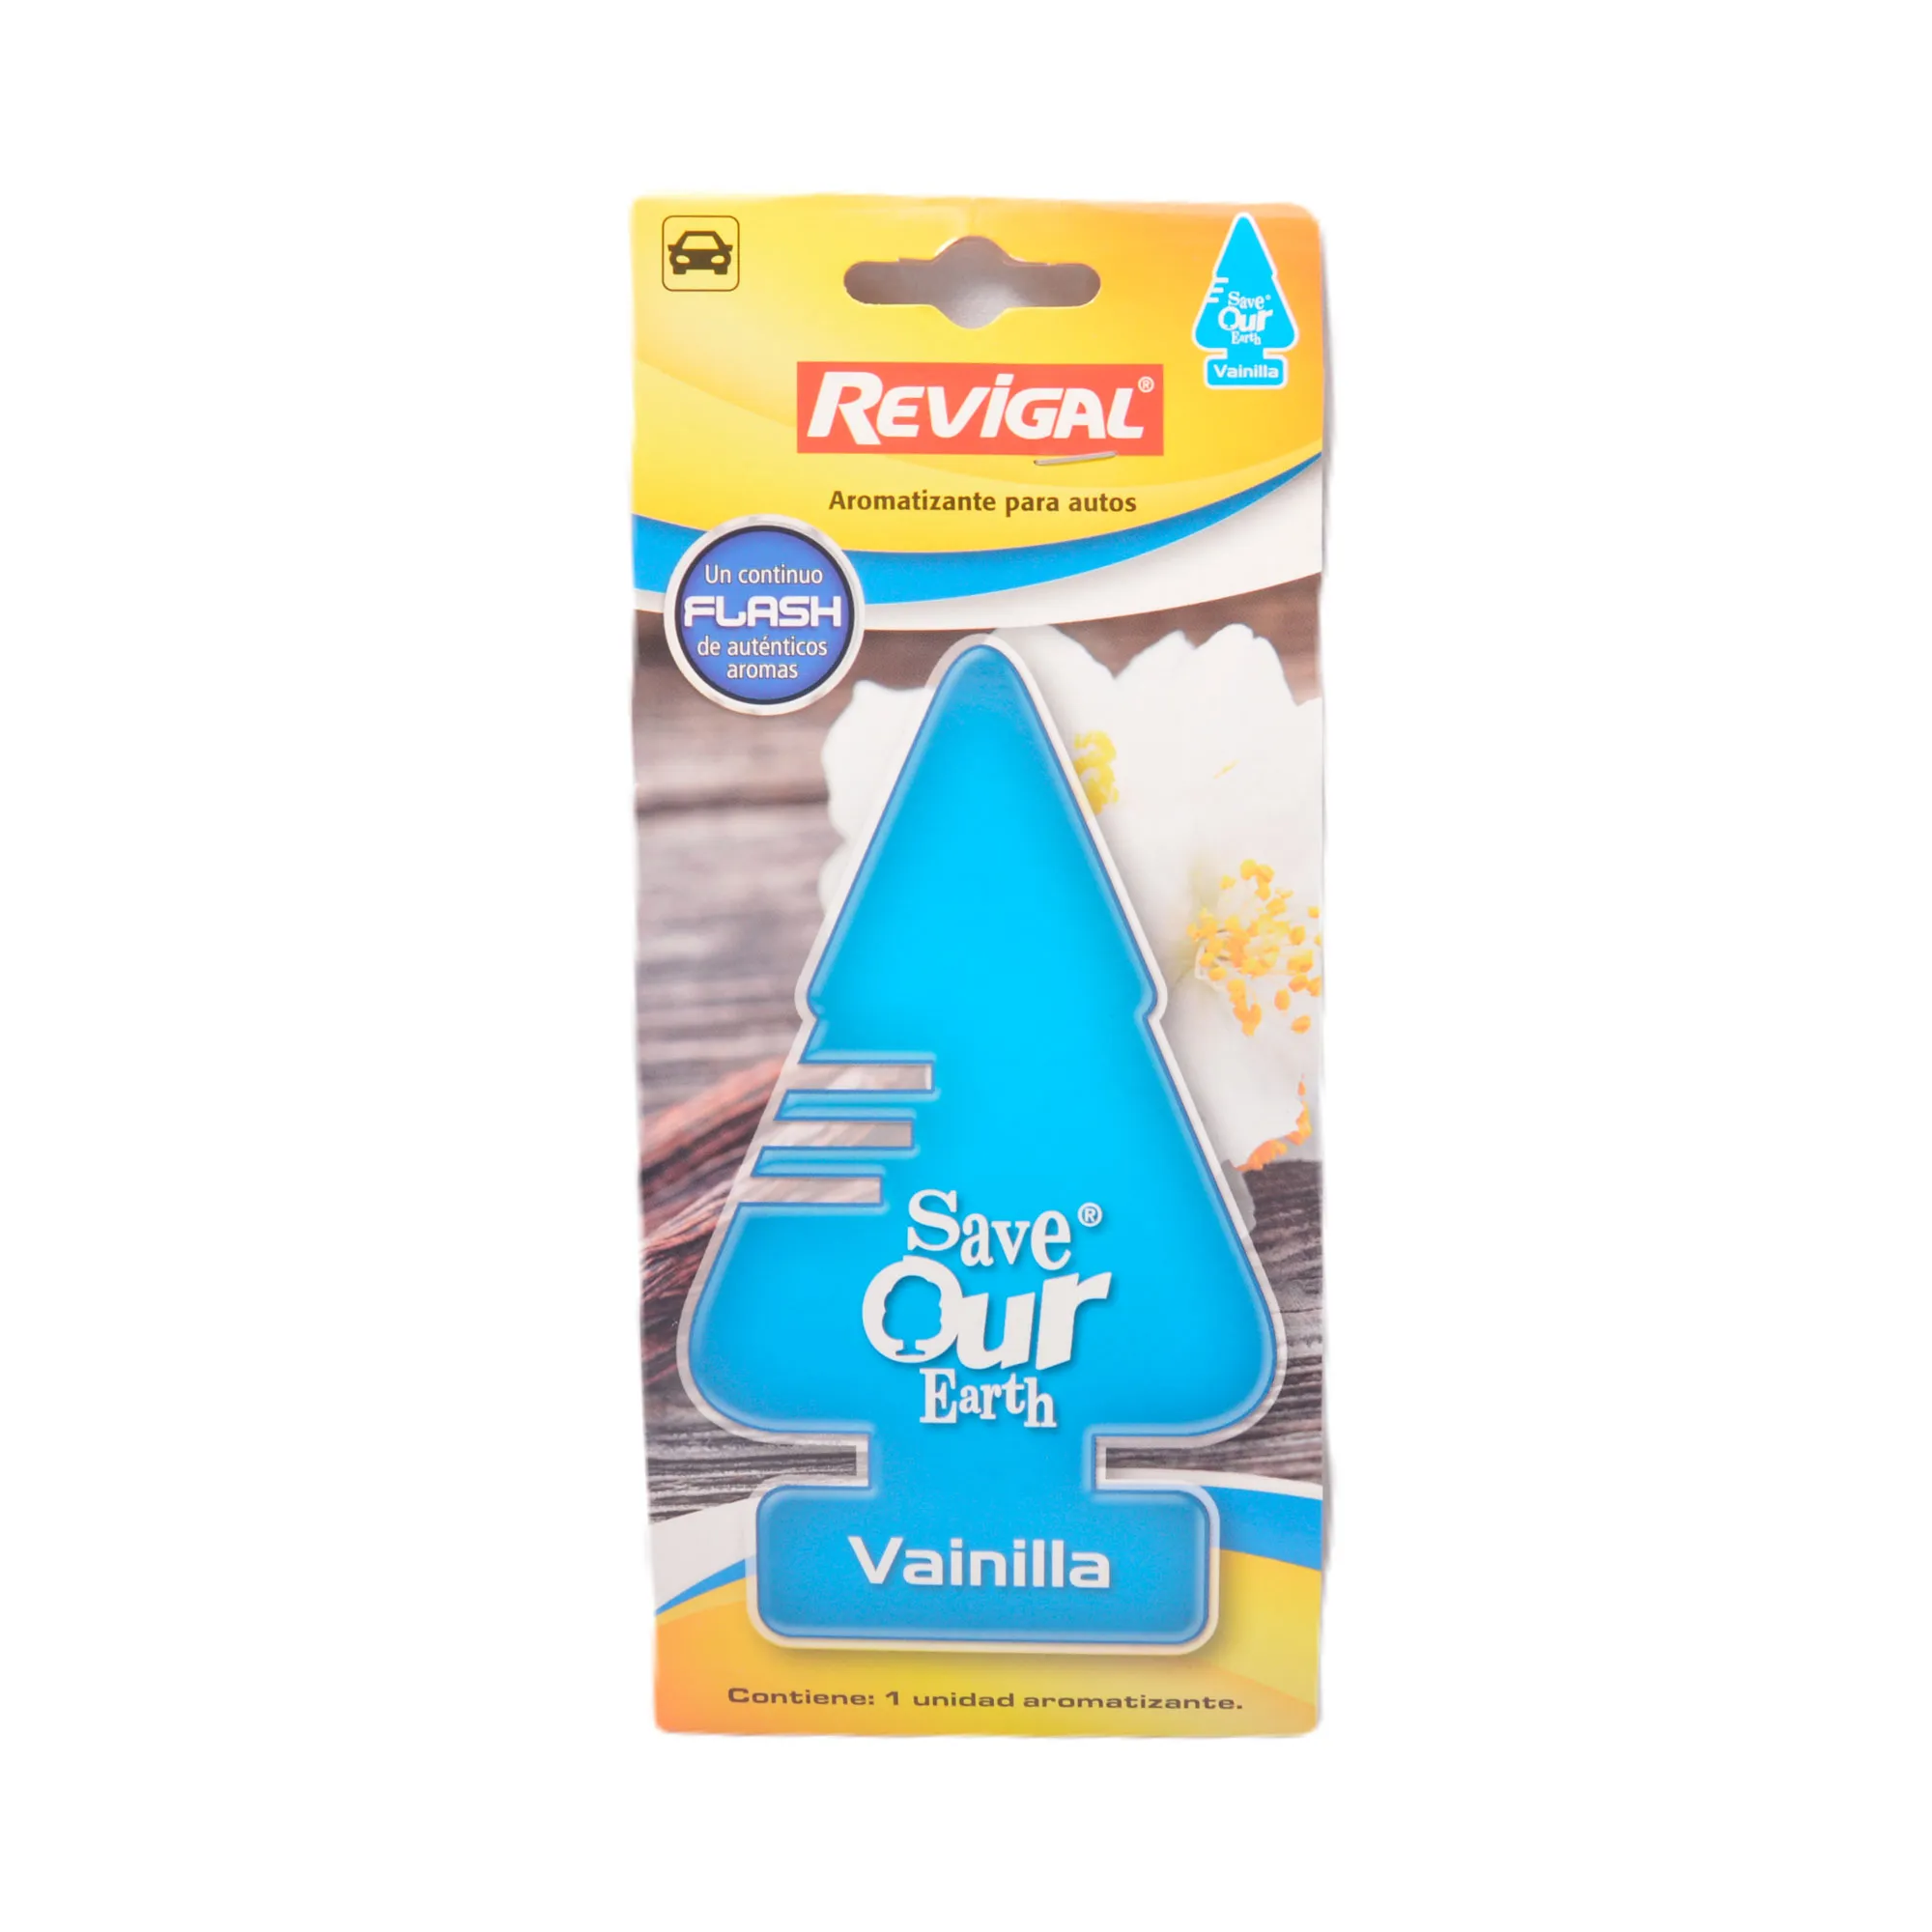 Save®
Our
Earth
Vainilla
REVIGAL®
Aromatizante para autos
Un continuo
FLASH
de auténticos
aromas
Save®
Our
Earth
Vainilla
Contiene: 1 unidad aromatizante.